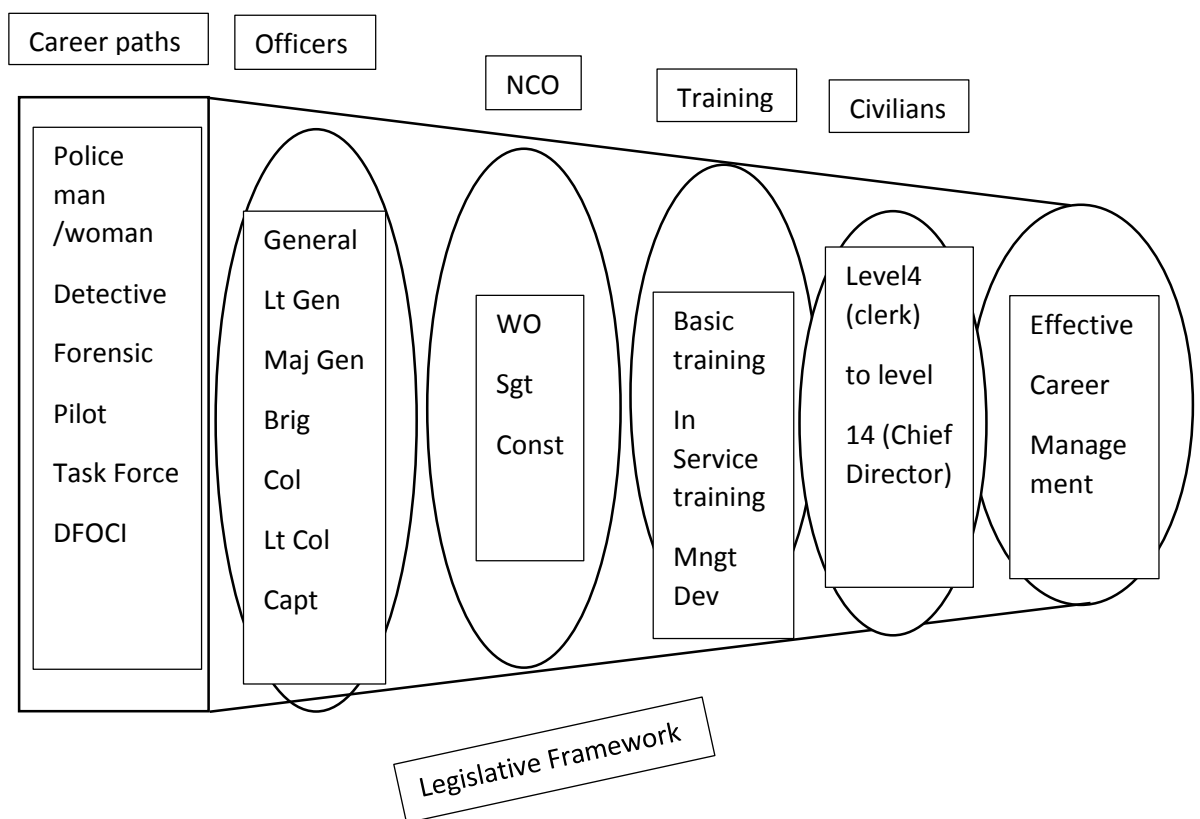 Career paths
Officers
NCO
Training
Civilians
Police
man
/woman
Detective
Forensic
Pilot
Task Force
DFOCI
General
Lt Gen
Maj Gen
Brig
Col
Lt Col
Capt
WO
Sgt
Const
Basic
training
In
Service
training
Mngt
Dev
Level4
(clerk)
to level
14 (Chief
Director)
Effective
Career
Manage
ment
Legislative Framework